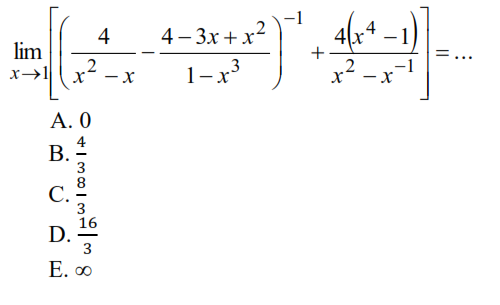 lim x→1 [ ( 4/(x² − x) − (4 − 3x + x²)/(1 − x³) )⁻¹ + 4(x⁴ − 1)/(x² − x⁻¹) ] = ...
A. 0
B. 4/3
C. 8/3
D. 16/3
E. ∞